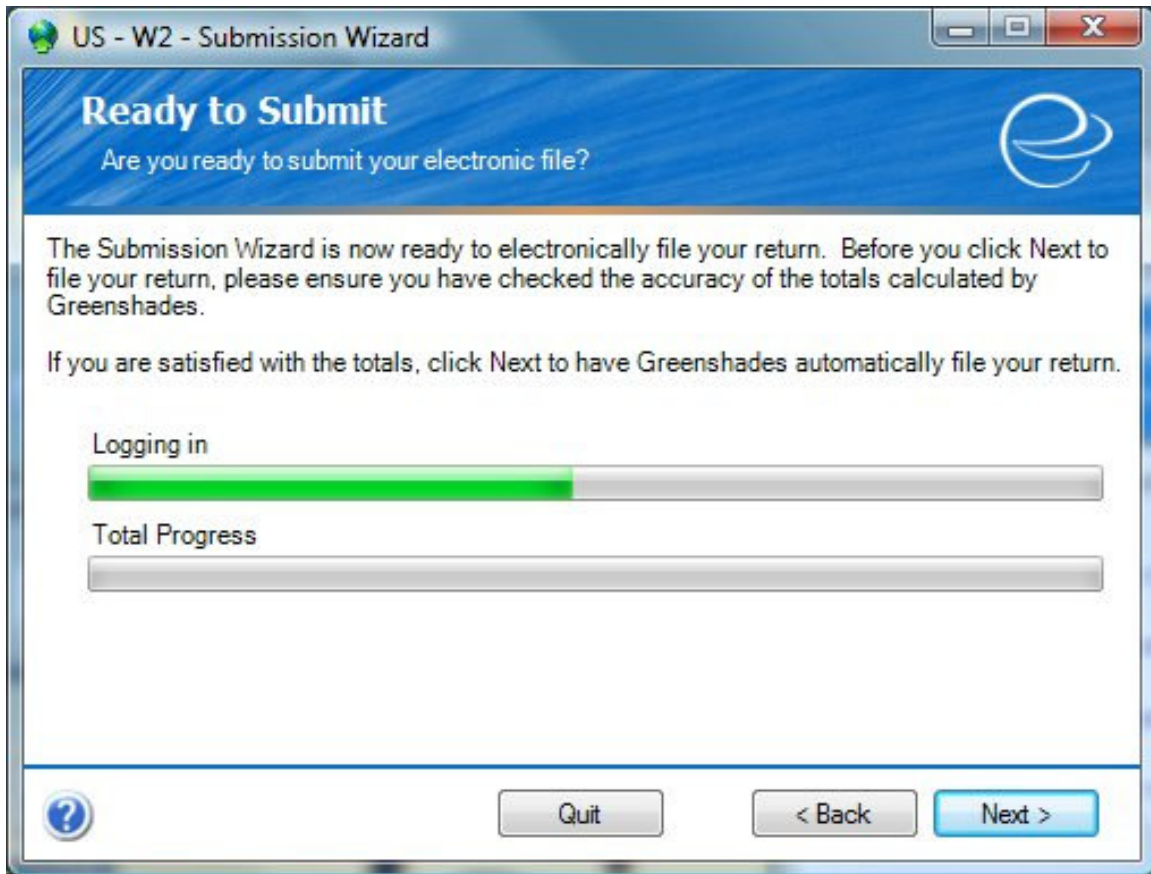 US - W2 - Submission Wizard
Ready to Submit
Are you ready to submit your electronic file?
The Submission Wizard is now ready to electronically file your return.  Before you click Next to
file your return, please ensure you have checked the accuracy of the totals calculated by
Greenshades.
If you are satisfied with the totals, click Next to have Greenshades automatically file your return.
Logging in
Total Progress
?
Quit
< Back
Next >